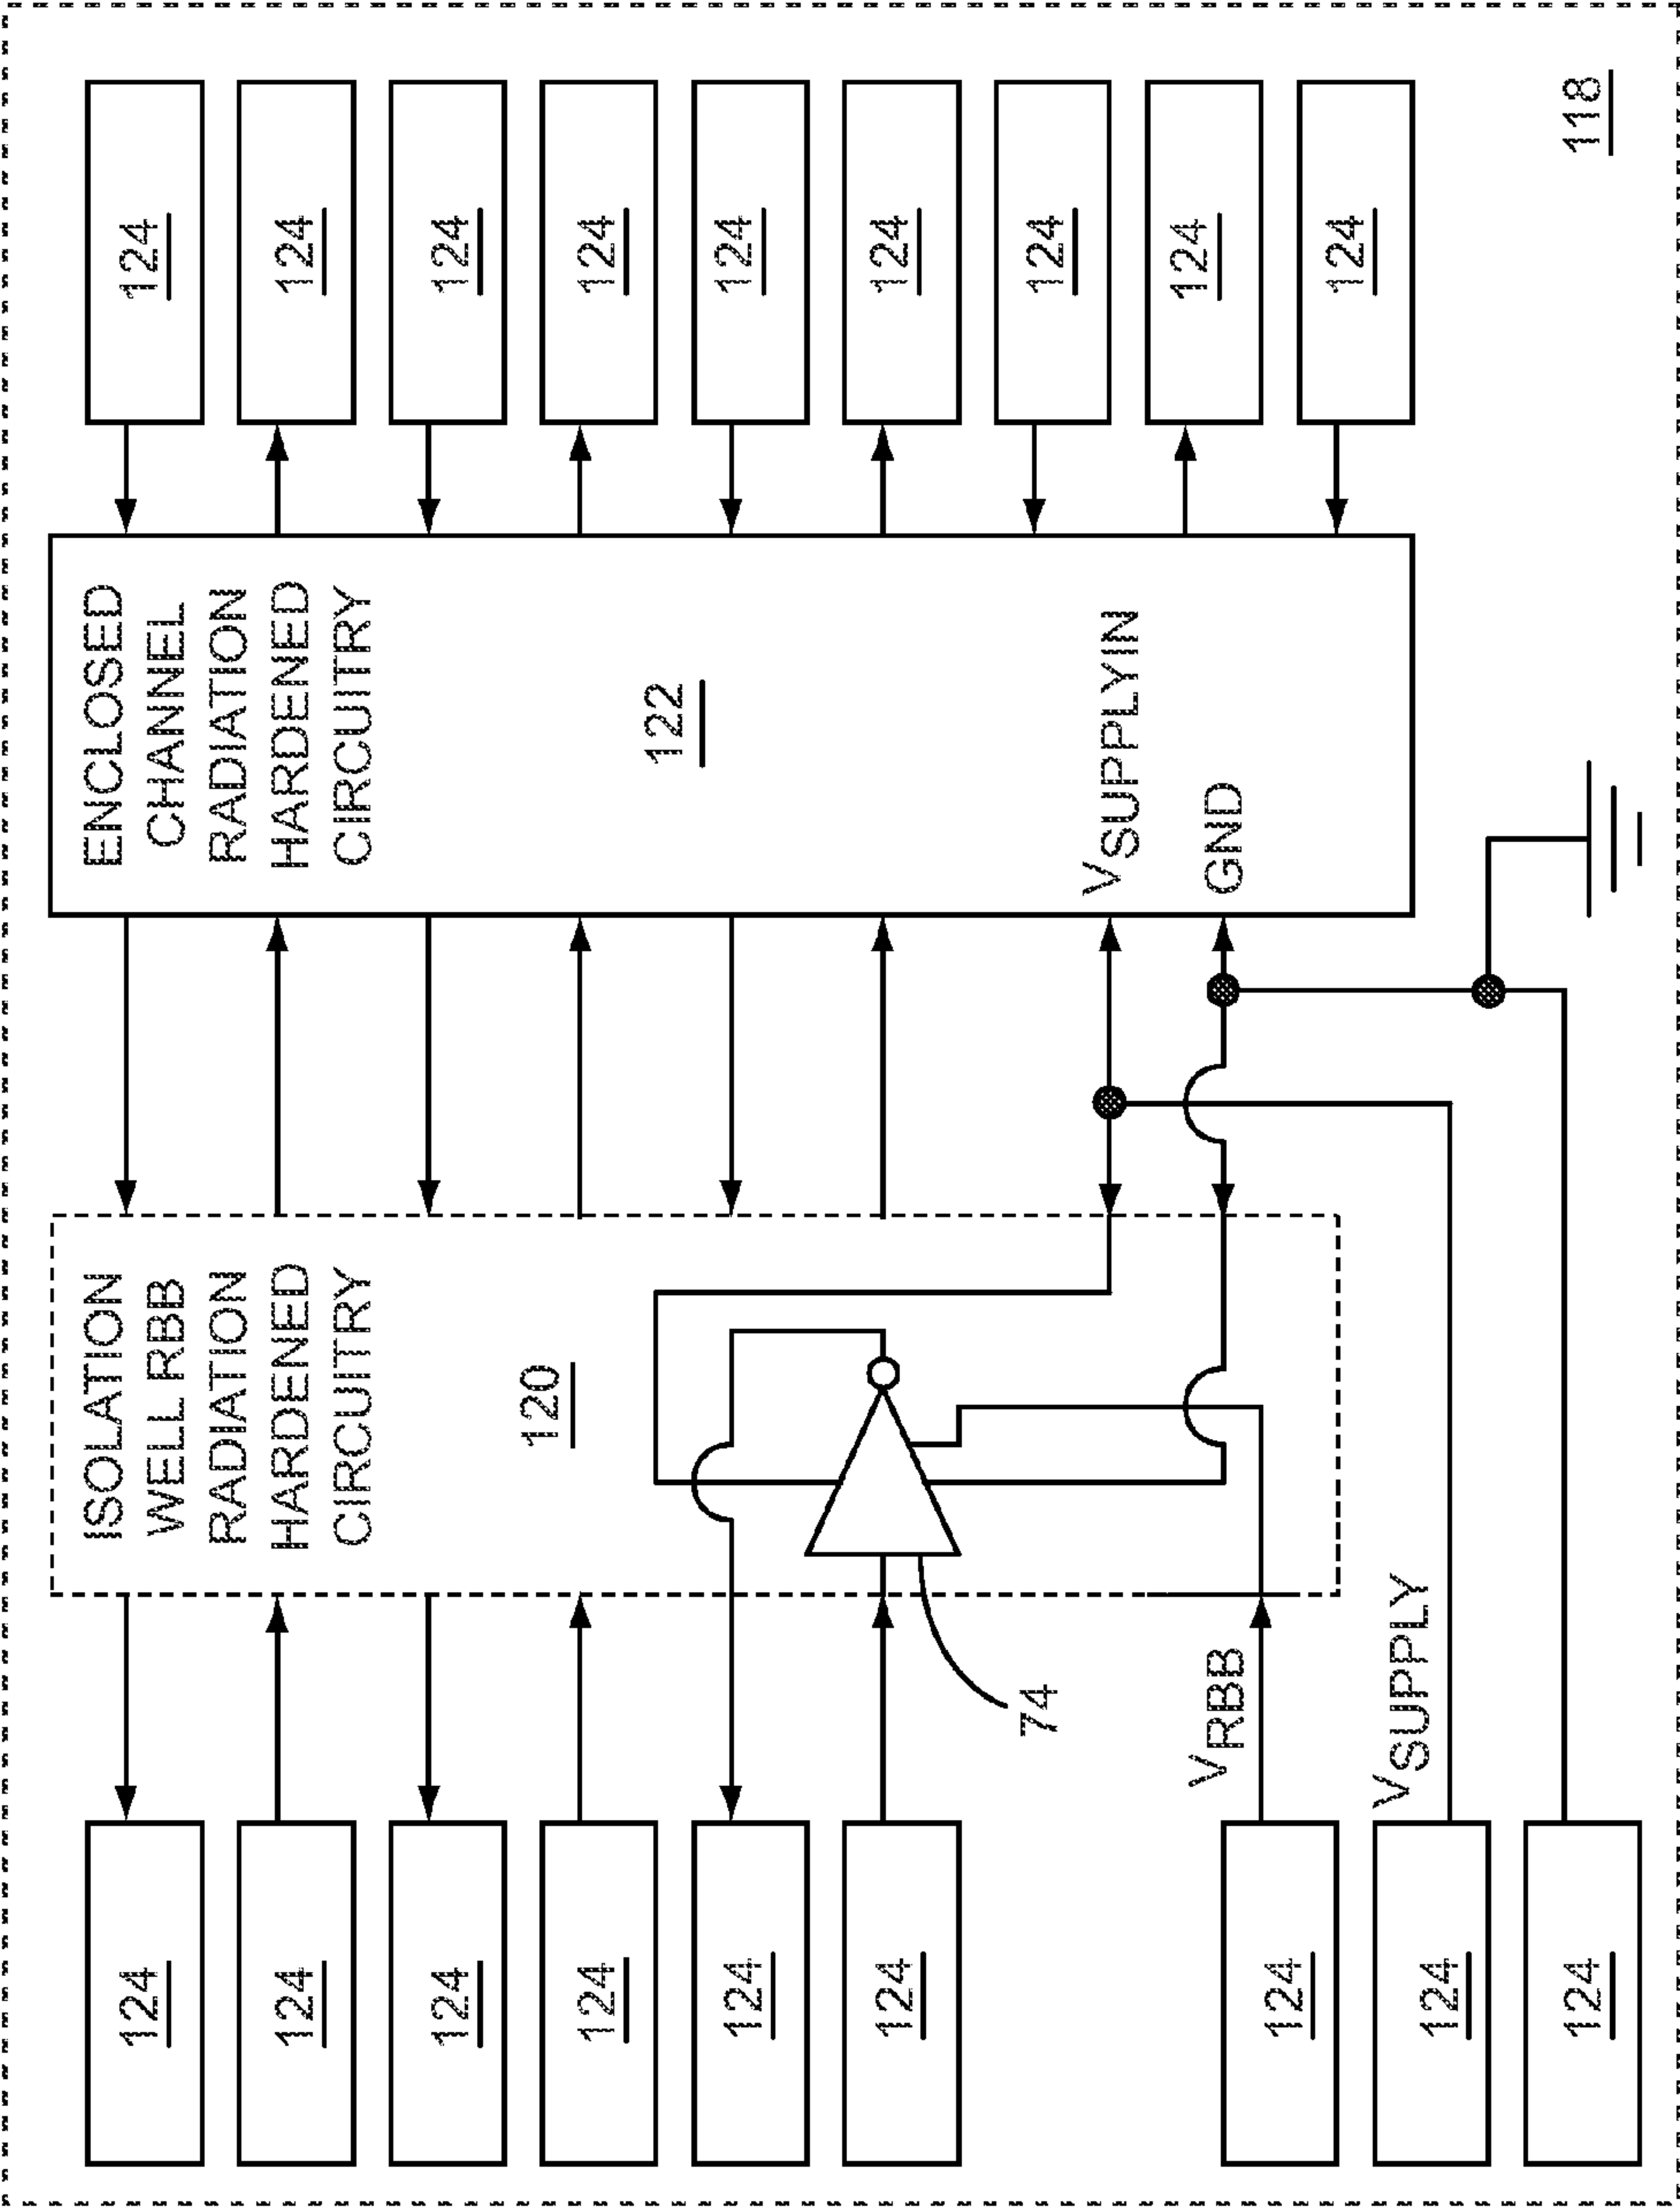 124
124
124
124
124
124
124
124
124
VRBB
VSUPPLY
74
ISOLATION
WELL RBB
RADIATION
HARDENED
CIRCUITRY
120
ENCLOSED
CHANNEL
RADIATION
HARDENED
CIRCUITRY
122
VSUPPLYIN
GND
124
124
124
124
124
124
124
124
124
118